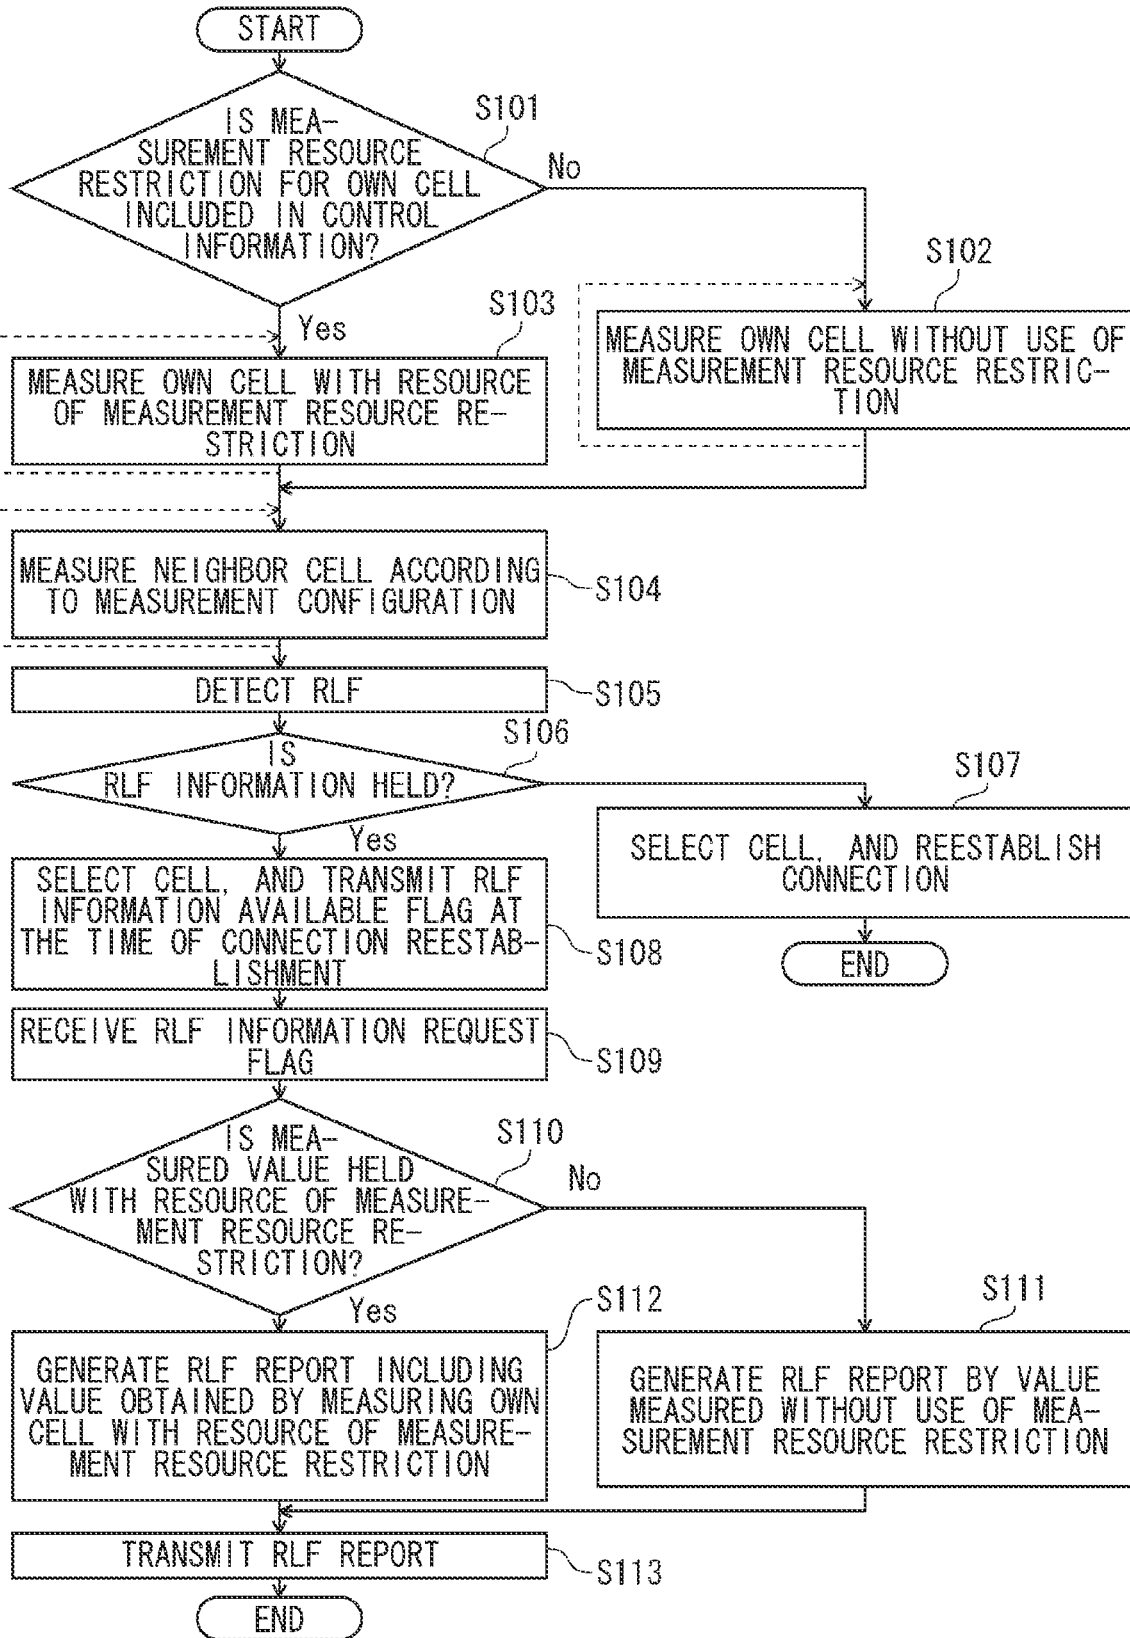 START
S101
IS MEA-
SUREMENT RESOURCE
RESTRICTION FOR OWN CELL
INCLUDED IN CONTROL
INFORMATION?
No
Yes
S102
MEASURE OWN CELL WITHOUT USE OF
MEASUREMENT RESOURCE RESTRIC-
TION
S103
MEASURE OWN CELL WITH RESOURCE
OF MEASUREMENT RESOURCE RE-
STRICTION
MEASURE NEIGHBOR CELL ACCORDING
TO MEASUREMENT CONFIGURATION
S104
DETECT RLF
S105
S106
IS
RLF INFORMATION HELD?
Yes
S107
SELECT CELL, AND REESTABLISH
CONNECTION
END
SELECT CELL, AND TRANSMIT RLF
INFORMATION AVAILABLE FLAG AT
THE TIME OF CONNECTION REESTAB-
LISHMENT
S108
RECEIVE RLF INFORMATION REQUEST
FLAG
S109
S110
IS MEA-
SURED VALUE HELD
WITH RESOURCE OF MEASURE-
MENT RESOURCE RE-
STRICTION?
No
Yes
S111
GENERATE RLF REPORT BY VALUE
MEASURED WITHOUT USE OF MEA-
SUREMENT RESOURCE RESTRICTION
S112
GENERATE RLF REPORT INCLUDING
VALUE OBTAINED BY MEASURING OWN
CELL WITH RESOURCE OF MEASURE-
MENT RESOURCE RESTRICTION
TRANSMIT RLF REPORT
S113
END